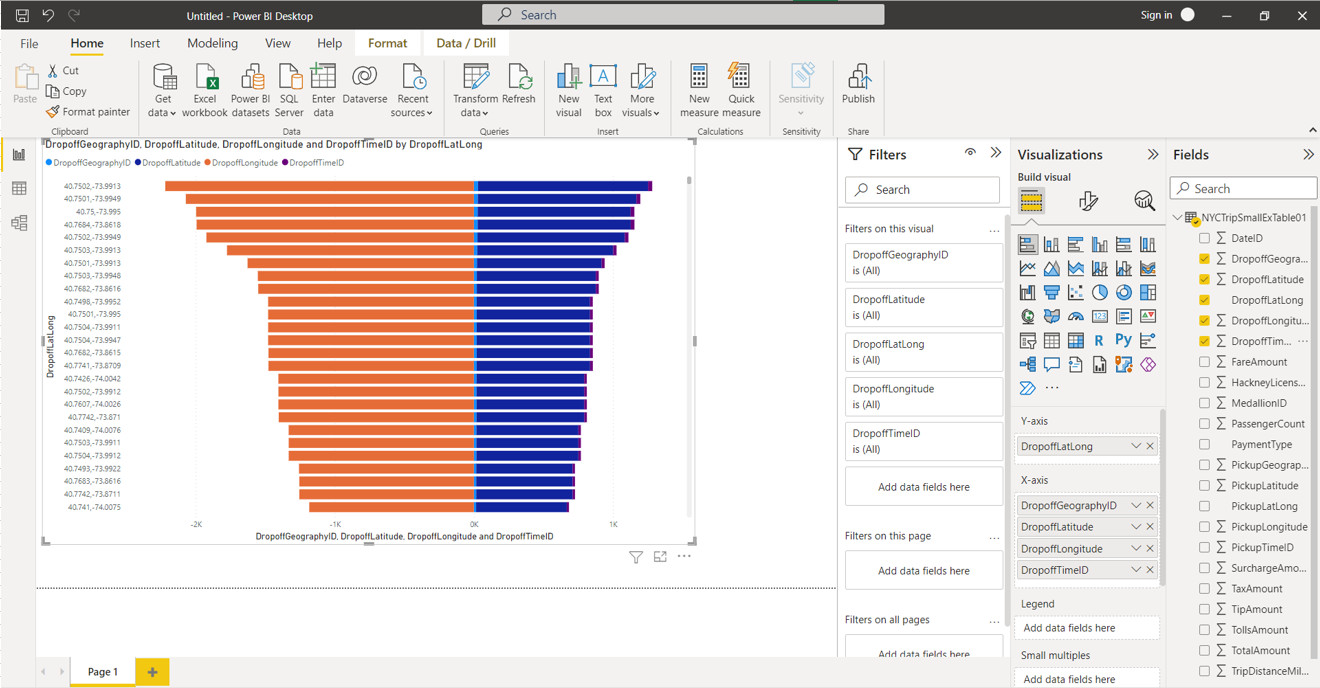 Untitled - Power BI Desktop
Search
Sign in
File Home Insert Modeling View Help Format Data / Drill
Paste
Cut
Copy
Format painter
Clipboard
Get data
Excel workbook
Power BI datasets
SQL Server
Enter data
Dataverse
Recent sources
Data
Transform data
Refresh
Queries
New visual
Text box
More visuals
Insert
New measure
Quick measure
Calculations
Sensitivity
Sensitivity
Publish
Share
DropoffGeographyID, DropoffLatitude, DropoffLongitude and DropoffTimeID by DropoffLatLong
DropoffGeographyID DropoffLatitude DropoffLongitude DropoffTimeID
DropoffLatLong
40.7502,-73.9913
40.7501,-73.9949
40.75,-73.995
40.7684,-73.8618
40.7502,-73.9949
40.7503,-73.9913
40.7501,-73.9913
40.7503,-73.9948
40.7682,-73.8616
40.7498,-73.9952
40.7501,-73.995
40.7504,-73.9911
40.7504,-73.9947
40.7682,-73.8615
40.7741,-73.8709
40.7426,-74.0042
40.7502,-73.9912
40.7607,-74.0026
40.7742,-73.871
40.7409,-74.0076
40.7503,-73.9911
40.7504,-73.9912
40.7493,-73.9922
40.7683,-73.8616
40.7742,-73.8711
40.741,-74.0075
-2K -1K 0K 1K
DropoffGeographyID, DropoffLatitude, DropoffLongitude and DropoffTimeID
Page 1
Filters
Search
Filters on this visual
DropoffGeographyID
is (All)
DropoffLatitude
is (All)
DropoffLatLong
is (All)
DropoffLongitude
is (All)
DropoffTimeID
is (All)
Add data fields here
Filters on this page
Add data fields here
Filters on all pages
Add data fields here
Visualizations
Build visual
123
R
Py
Y-axis
DropoffLatLong
X-axis
DropoffGeographyID
DropoffLatitude
DropoffLongitude
DropoffTimeID
Legend
Add data fields here
Small multiples
Add data fields here
Fields
Search
NYCTripSmallExTable01
DateID
DropoffGeogra...
DropoffLatitude
DropoffLatLong
DropoffLongitu...
DropoffTim...
FareAmount
HackneyLicens...
MedallionID
PassengerCount
PaymentType
PickupGeograp...
PickupLatitude
PickupLatLong
PickupLongitude
PickupTimeID
SurchargeAmo...
TaxAmount
TipAmount
TollsAmount
TotalAmount
TripDistanceMil...